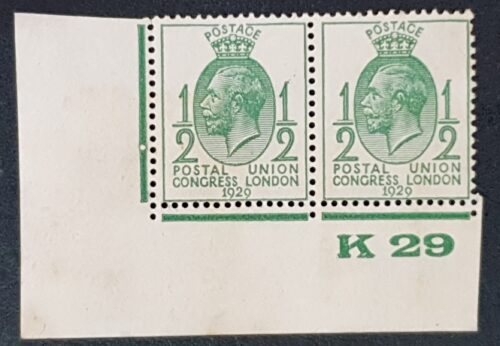 POSTAGE
1/2 1/2
POSTAL UNION
CONGRESS LONDON
1929
POSTAGE
1/2 1/2
POSTAL UNION
CONGRESS LONDON
1929
K 29